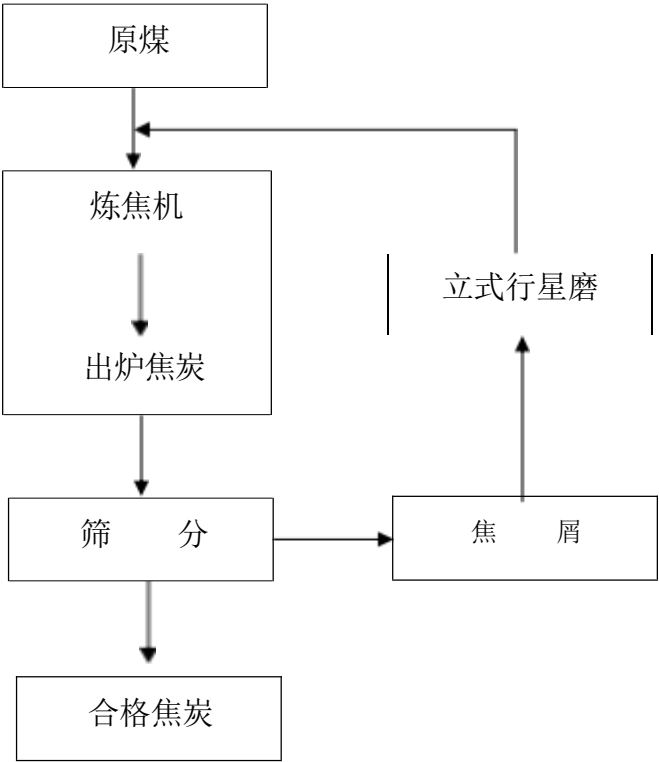 原煤
炼焦机
立式行星磨
出炉焦炭
筛 分
焦 屑
合格焦炭